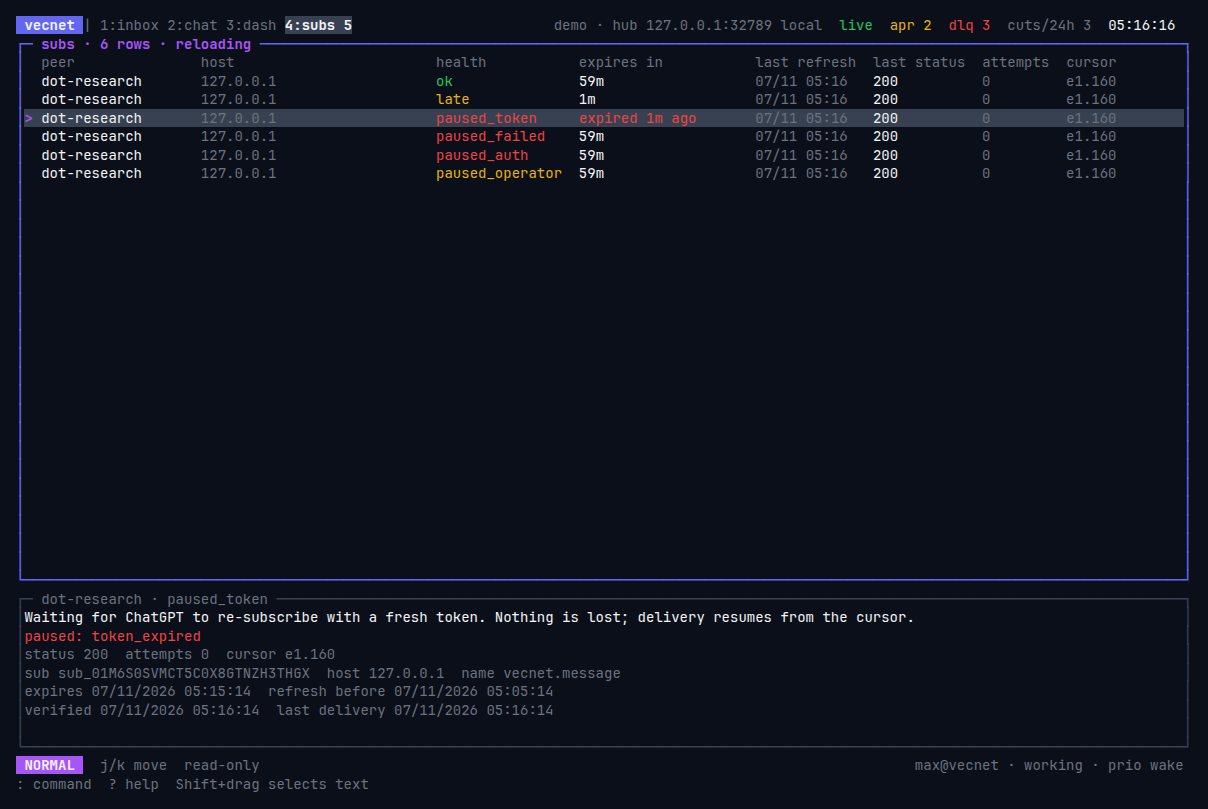 vecnet | 1:inbox 2:chat 3:dash 4:subs 5 demo · hub 127.0.0.1:32789 local live apr 2 dlq 3 cuts/24h 3 05:16:16
subs · 6 rows · reloading
peer host health expires in last refresh last status attempts cursor
dot-research 127.0.0.1 ok 59m 07/11 05:16 200 0 e1.160
dot-research 127.0.0.1 late 1m 07/11 05:16 200 0 e1.160
> dot-research 127.0.0.1 paused_token expired 1m ago 07/11 05:16 200 0 e1.160
dot-research 127.0.0.1 paused_failed 59m 07/11 05:16 200 0 e1.160
dot-research 127.0.0.1 paused_auth 59m 07/11 05:16 200 0 e1.160
dot-research 127.0.0.1 paused_operator 59m 07/11 05:16 200 0 e1.160
dot-research · paused_token
Waiting for ChatGPT to re-subscribe with a fresh token. Nothing is lost; delivery resumes from the cursor.
paused: token_expired
status 200 attempts 0 cursor e1.160
sub sub_01M6S0SVMCT5C0X8GTNZH3THGX host 127.0.0.1 name vecnet.message
expires 07/11/2026 05:15:14 refresh before 07/11/2026 05:05:14
verified 07/11/2026 05:16:14 last delivery 07/11/2026 05:16:14
NORMAL j/k move read-only max@vecnet · working · prio wake
: command ? help Shift+drag selects text